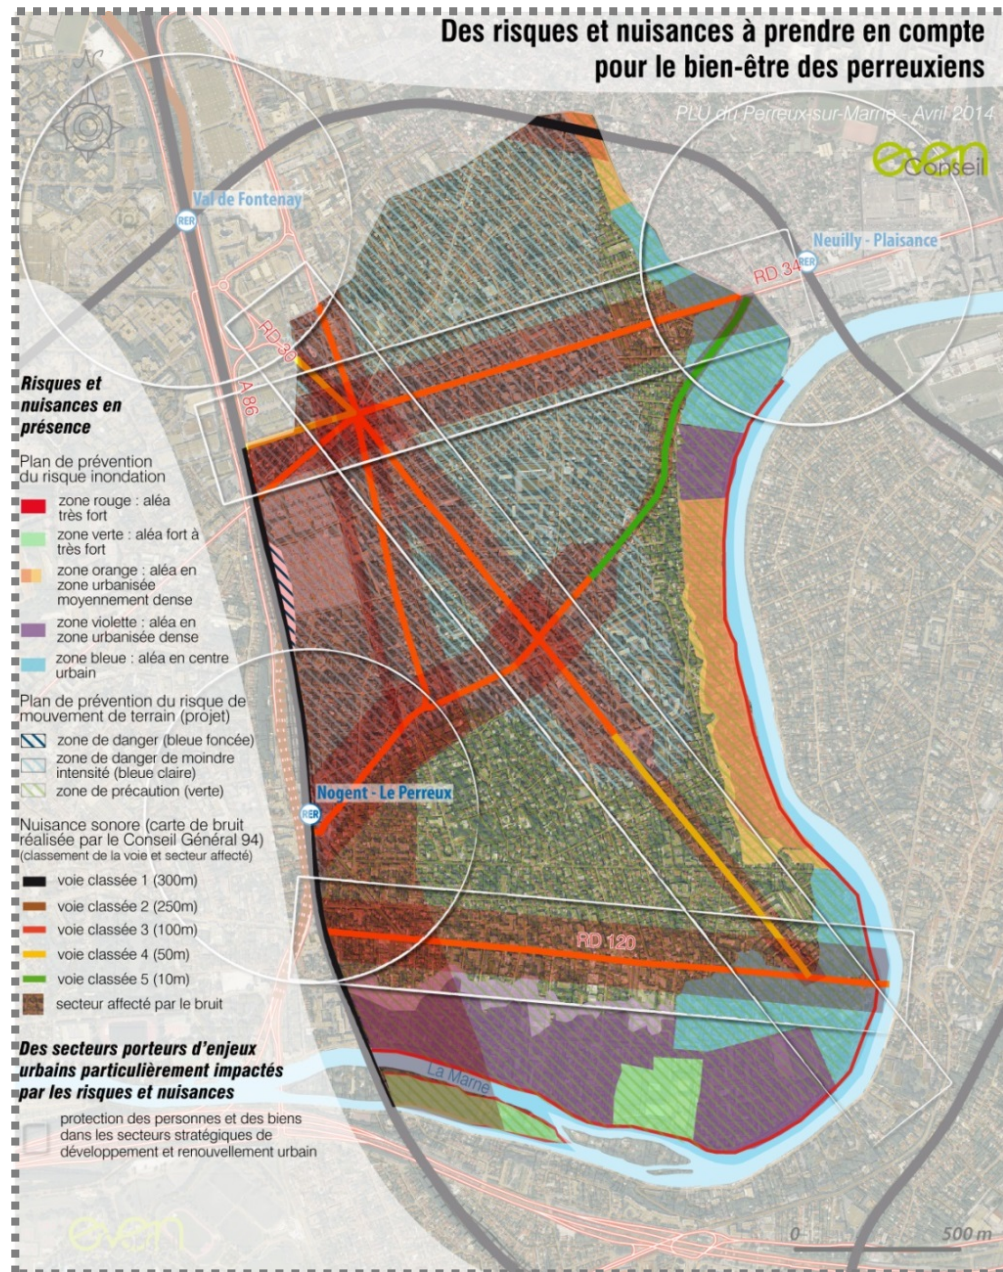 Des risques et nuisances à prendre en compte
pour le bien-être des perreuxiens
PLU du Perreux-sur-Marne - Avril 2014
even
Conseil
N
Val de Fontenay
RER
Neuilly - Plaisance
RER
RD 34
RD 30
A 86
Risques et
nuisances en
présence
Plan de prévention
du risque inondation
zone rouge : aléa
très fort
zone verte : aléa fort à
très fort
zone orange : aléa en
zone urbanisée
moyennement dense
zone violette : aléa en
zone urbanisée dense
zone bleue : aléa en centre
urbain
Plan de prévention du risque de
mouvement de terrain (projet)
zone de danger (bleue foncée)
zone de danger de moindre
intensité (bleue claire)
zone de précaution (verte)
Nogent - Le Perreux
RER
Nuisance sonore (carte de bruit
réalisée par le Conseil Général 94)
(classement de la voie et secteur affecté)
voie classée 1 (300m)
voie classée 2 (250m)
voie classée 3 (100m)
voie classée 4 (50m)
voie classée 5 (10m)
secteur affecté par le bruit
RD 120
Des secteurs porteurs d'enjeux
urbains particulièrement impactés
par les risques et nuisances
La Marne
protection des personnes et des biens
dans les secteurs stratégiques de
développement et renouvellement urbain
even
0 500 m